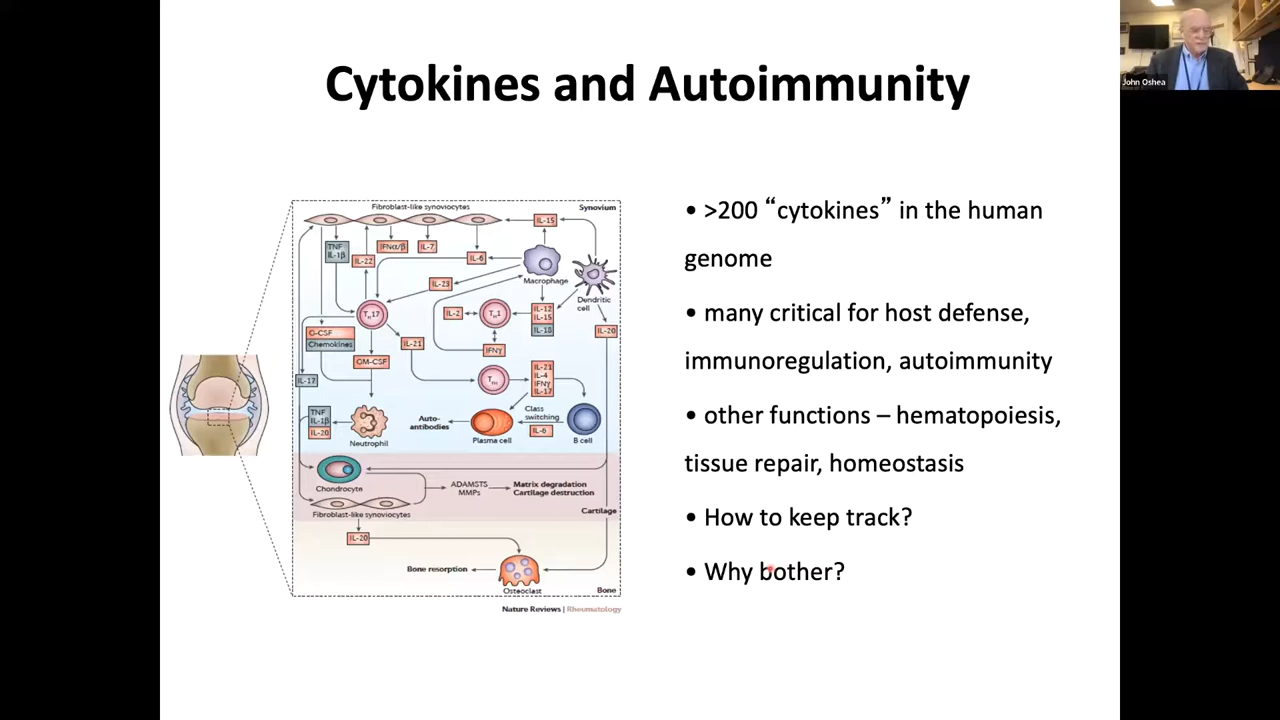 Cytokines and Autoimmunity
John Oshea
• >200 “cytokines” in the human
genome
• many critical for host defense,
immunoregulation, autoimmunity
• other functions – hematopoiesis,
tissue repair, homeostasis
• How to keep track?
• Why bother?
Fibroblast-like synoviocytes
Synovium
IL-15
TNF
IL-1β
IL-22
IFNα/β
IL-7
IL-6
Macrophage
Dendritic
cell
IL-23
TH17
IL-2
TH1
IL-12
IL-15
IL-18
IL-20
G-CSF
Chemokines
IL-21
IFNγ
GM-CSF
IL-17
IL-21
IL-4
IFNγ
IL-17
TNF
IL-1β
IL-20
Neutrophil
Auto-
antibodies
Plasma cell
Class
switching
IL-6
B cell
Chondrocyte
ADAMSTS
MMPs
Matrix degradation
Cartilage destruction
Fibroblast-like synoviocytes
Cartilage
IL-20
Bone resorption
Osteoclast
Bone
Nature Reviews | Rheumatology